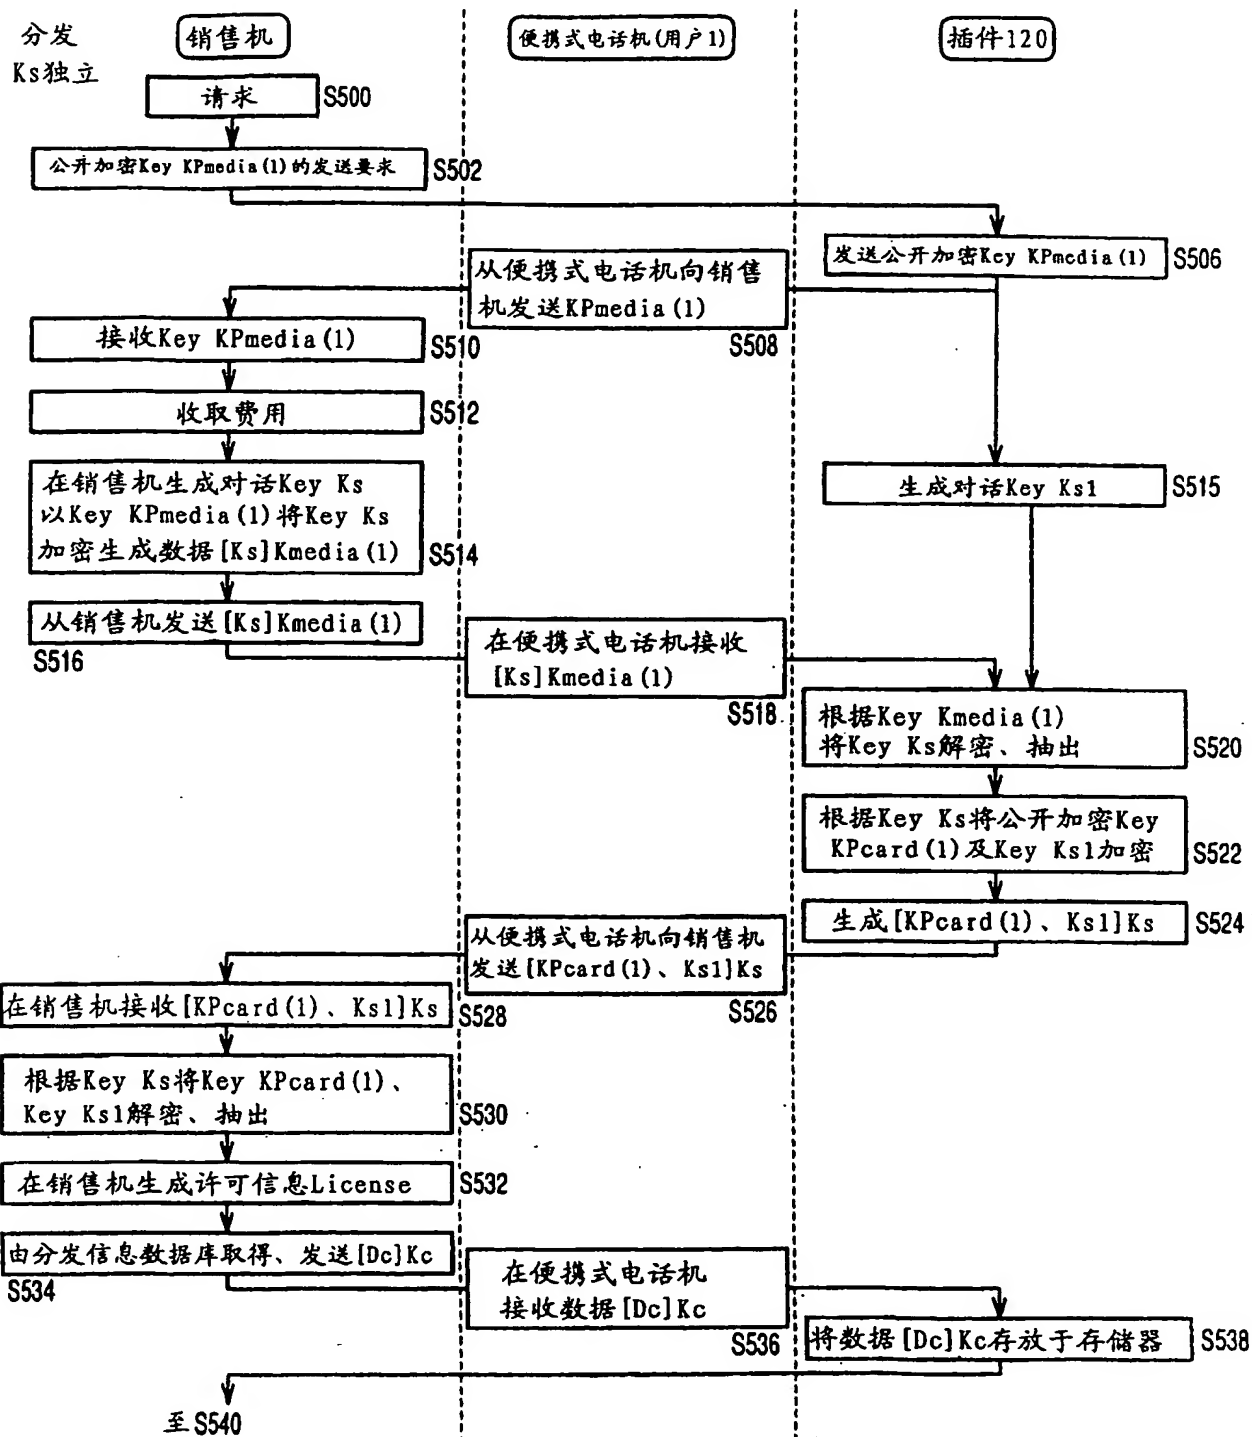 分发
Ks独立
销售机
便携式电话机(用户1)
插件120
请求
S500
公开加密Key KPmedia(1)的发送要求
S502
发送公开加密Key KPmedia(1)
S506
从便携式电话机向销售
机发送KPmedia(1)
S508
接收Key KPmedia(1)
S510
收取费用
S512
在销售机生成对话Key Ks
以Key KPmedia(1)将Key Ks
加密生成数据[Ks]Kmedia(1)
S514
生成对话Key Ks1
S515
从销售机发送[Ks]Kmedia(1)
S516
在便携式电话机接收
[Ks]Kmedia(1)
S518
根据Key Kmedia(1)
将Key Ks解密、抽出
S520
根据Key Ks将公开加密Key
KPcard(1)及Key Ks1加密
S522
生成[KPcard(1)、Ks1]Ks
S524
从便携式电话机向销售机
发送[KPcard(1)、Ks1]Ks
S526
在销售机接收[KPcard(1)、Ks1]Ks
S528
根据Key Ks将Key KPcard(1)、
Key Ks1解密、抽出
S530
在销售机生成许可信息License
S532
由分发信息数据库取得、发送[Dc]Kc
S534
在便携式电话机
接收数据[Dc]Kc
S536
将数据[Dc]Kc存放于存储器
S538
至S540